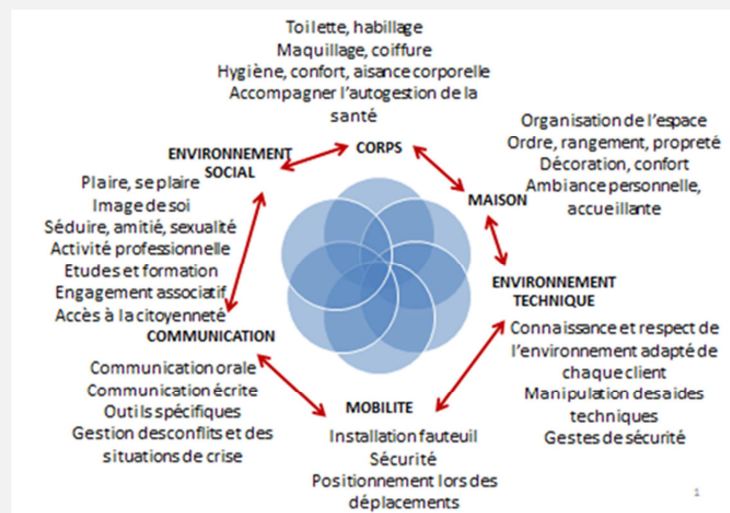 Toilette, habillage
Maquillage, coiffure
Hygiène, confort, aisance corporelle
Accompagner l'autogestion de la
santé
CORPS
Organisation de l'espace
Ordre, rangement, propreté
Décoration, confort
Ambiance personnelle,
accueillante
MAISON
ENVIRONNEMENT
TECHNIQUE
Connaissance et respect de
l'environnement adapté de
chaque client
Manipulation des aides
techniques
Gestes de sécurité
MOBILITE
Installation fauteuil
Sécurité
Positionnement lors des
déplacements
ENVIRONNEMENT
SOCIAL
Plaire, se plaire
Image de soi
Séduire, amitié, sexualité
Activité professionnelle
Etudes et formation
Engagement associatif
Accès à la citoyenneté
COMMUNICATION
Communication orale
Communication écrite
Outils spécifiques
Gestion des conflits et des
situations de crise
1